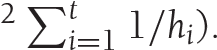 ² ∑ᵗᵢ₌₁ 1/hᵢ).